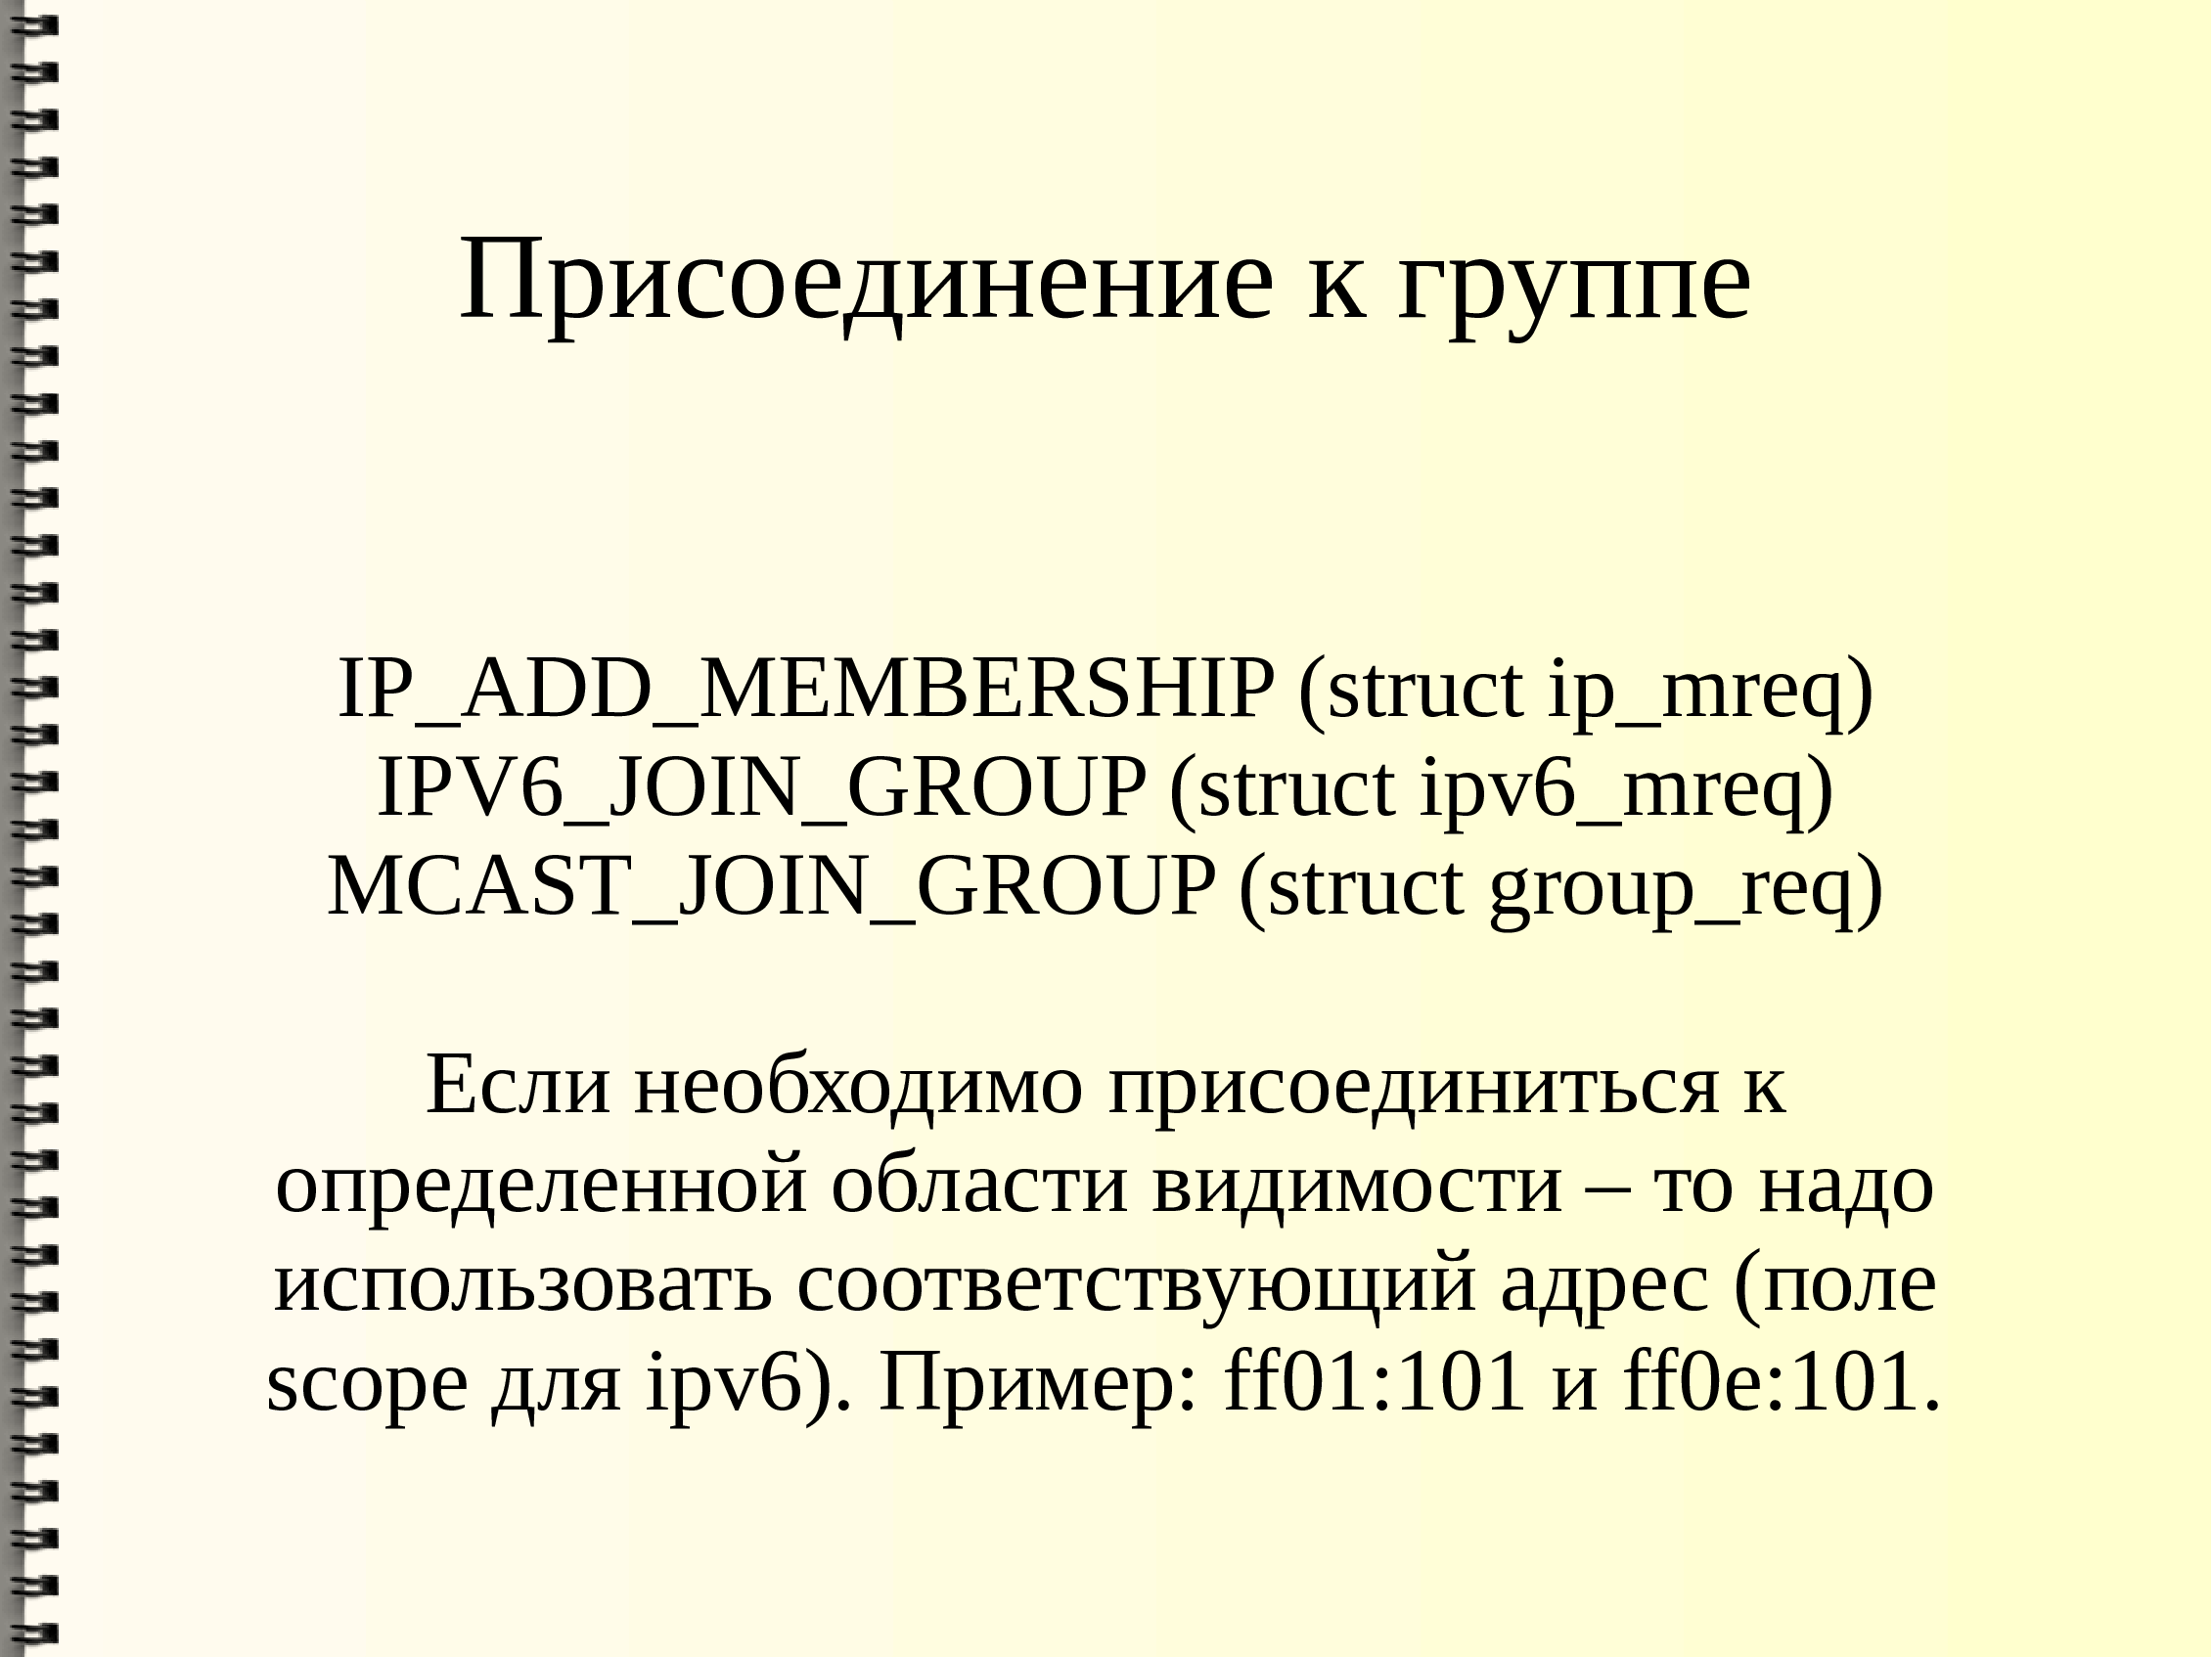 Присоединение к группе
IP_ADD_MEMBERSHIP (struct ip_mreq)
IPV6_JOIN_GROUP (struct ipv6_mreq)
MCAST_JOIN_GROUP (struct group_req)
Если необходимо присоединиться к
определенной области видимости – то надо
использовать соответствующий адрес (поле
scope для ipv6). Пример: ff01:101 и ff0e:101.